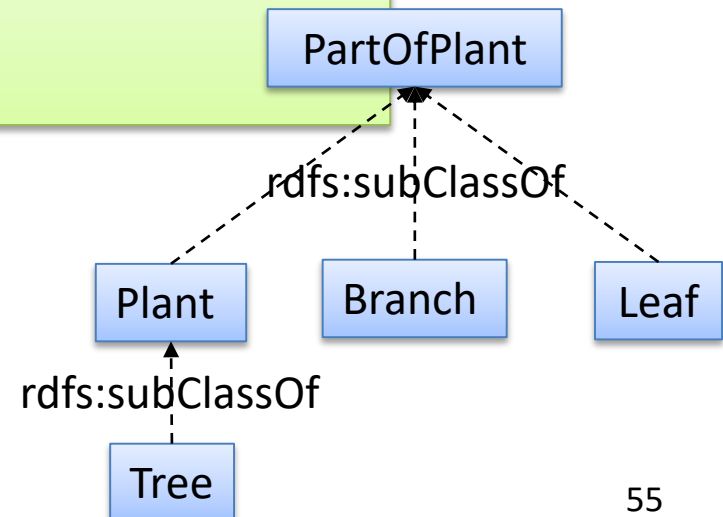 PartOfPlant
rdfs:subClassOf
Plant
Branch
Leaf
rdfs:subClassOf
Tree
55